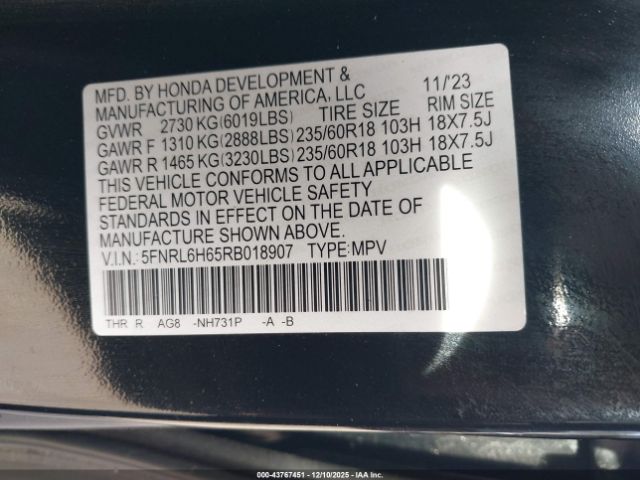 MFD. BY HONDA DEVELOPMENT & 11/23
MANUFACTURING OF AMERICA, LLC
GVWR 2730 KG (6019LBS) TIRE SIZE RIM SIZE
GAWR F 1310 KG (2888LBS) 235/60R18 103H 18X7.5J
GAWR R 1465 KG (3230LBS) 235/60R18 103H 18X7.5J
THIS VEHICLE CONFORMS TO ALL APPLICABLE
FEDERAL MOTOR VEHICLE SAFETY
STANDARDS IN EFFECT ON THE DATE OF
MANUFACTURE SHOWN ABOVE.
V.I.N.: 5FNRL6H65RB018907 TYPE:MPV
THR R AG8 -NH731P -A -B
000-43767451 - 12/10/2025 - IAAI Inc.